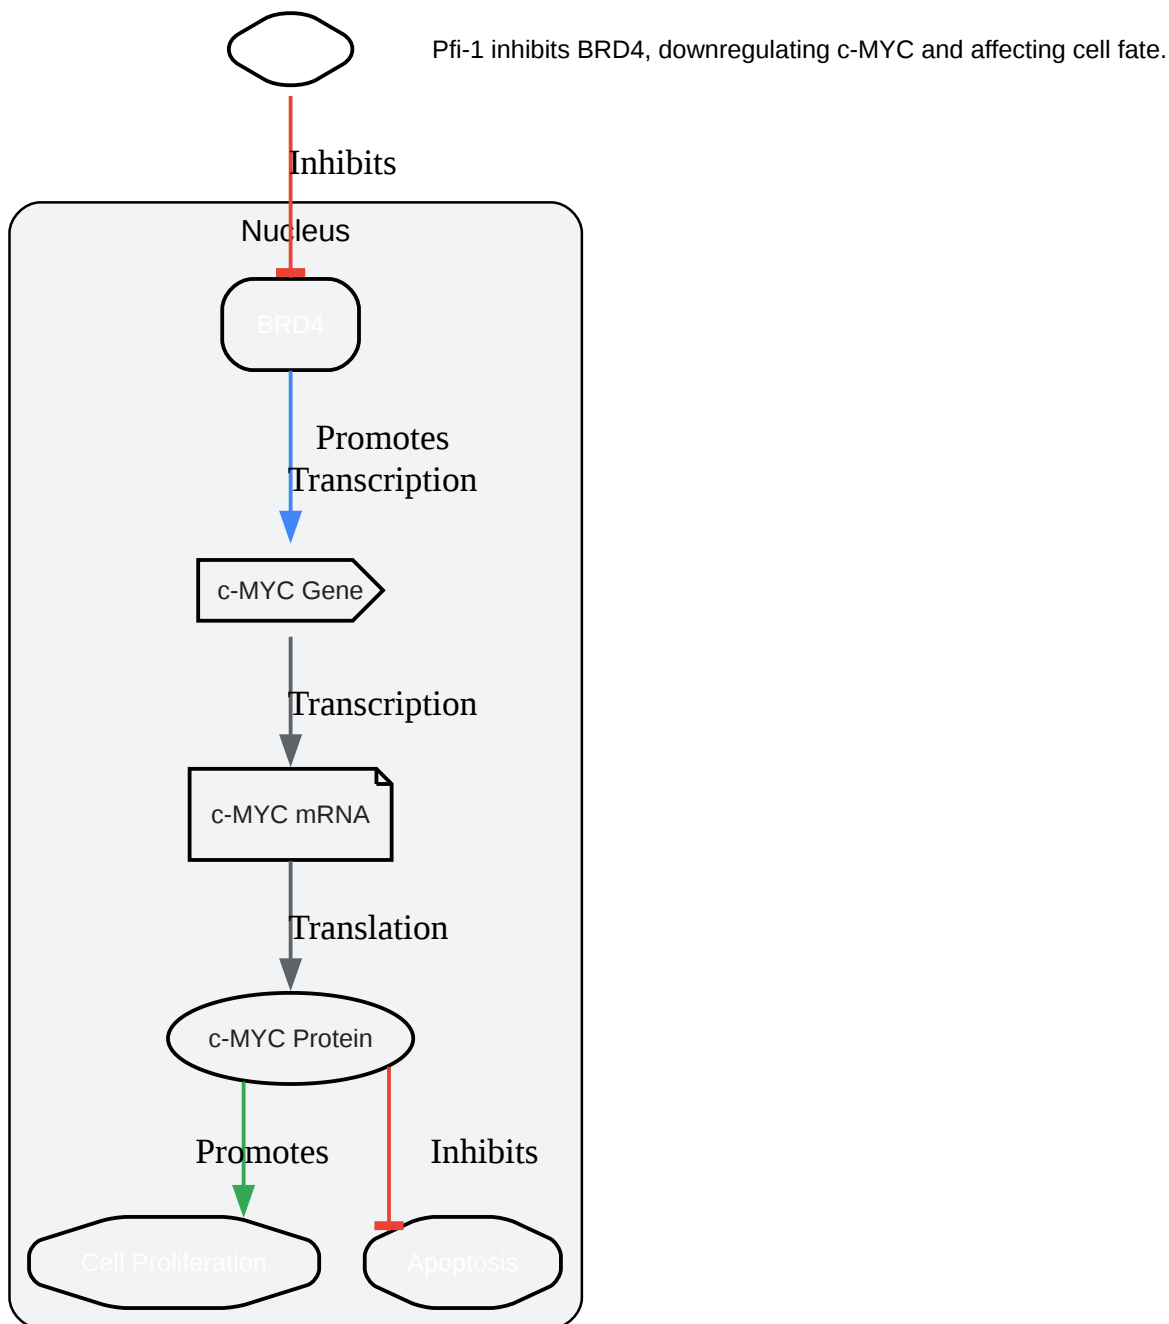 Pfi-1 inhibits BRD4, downregulating c-MYC and affecting cell fate.
Inhibits
Nucleus
BRD4
Promotes
Transcription
c-MYC Gene
Transcription
c-MYC mRNA
Translation
c-MYC Protein
Promotes
Inhibits
Cell Proliferation
Apoptosis